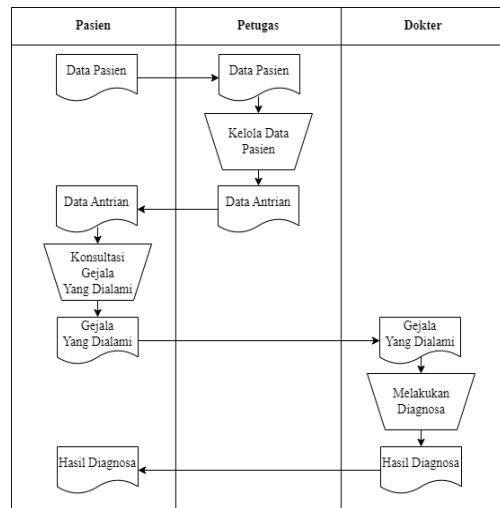 Pasien
Petugas
Dokter
Data Pasien
Data Pasien
Kelola Data
Pasien
Data Antrian
Data Antrian
Konsultasi
Gejala
Yang Dialami
Gejala
Yang Dialami
Gejala
Yang Dialami
Melakukan
Diagnosa
Hasil Diagnosa
Hasil Diagnosa